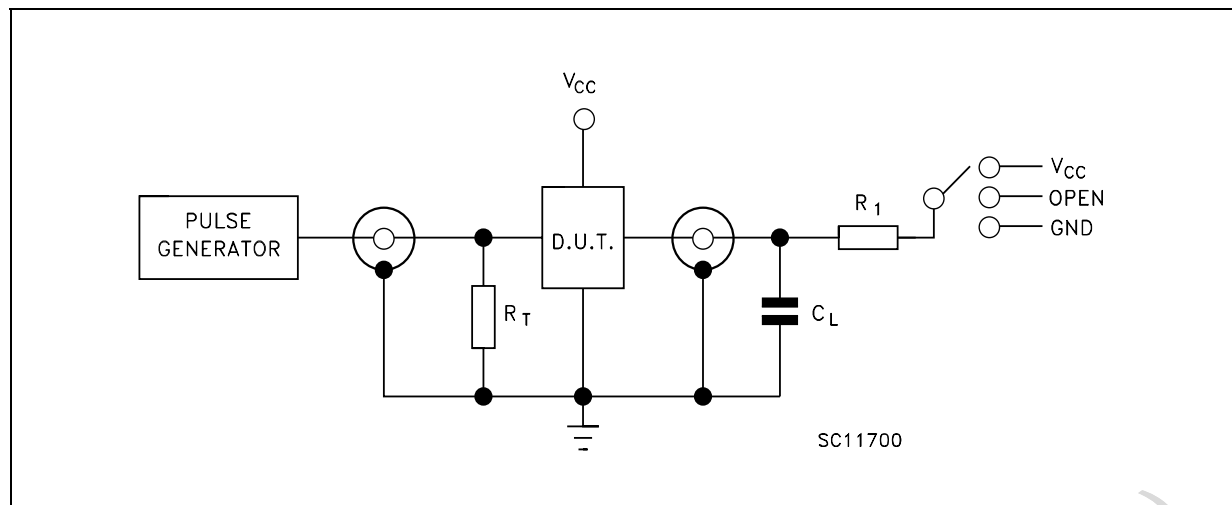 VCC
PULSE
GENERATOR
D.U.T.
RT
R1
CL
VCC
OPEN
GND
SC11700